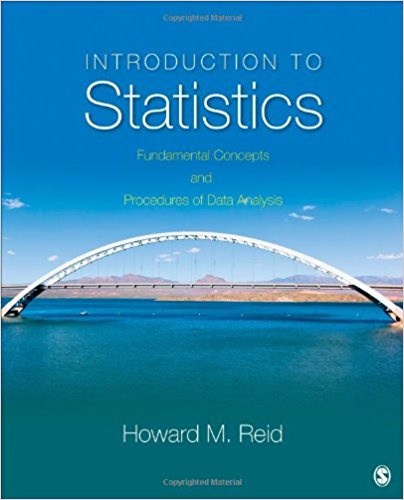 Copyrighted Material
INTRODUCTION TO
Statistics
Fundamental Concepts
and
Procedures of Data Analysis
Howard M. Reid
Copyrighted Material